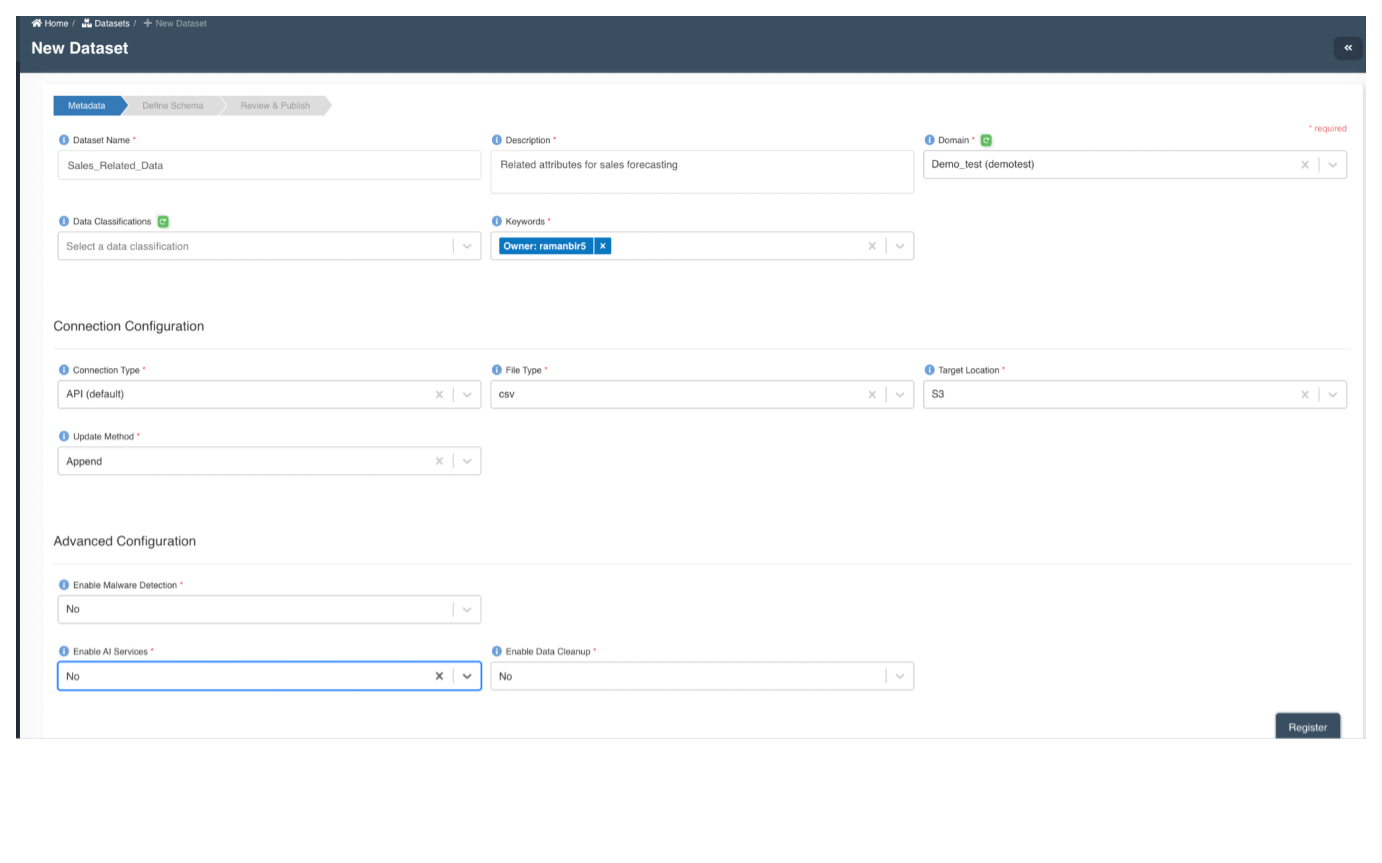 Home / Datasets / + New Dataset
New Dataset
Metadata Define Schema Review & Publish
* required
Dataset Name * Description * Domain *
Sales_Related_Data Related attributes for sales forecasting Demo_test (demotest)
Data Classifications Keywords *
Select a data classification Owner: ramanbir5 ×
Connection Configuration
Connection Type * File Type * Target Location *
API (default) csv S3
Update Method *
Append
Advanced Configuration
Enable Malware Detection *
No
Enable AI Services * Enable Data Cleanup *
No No
Register